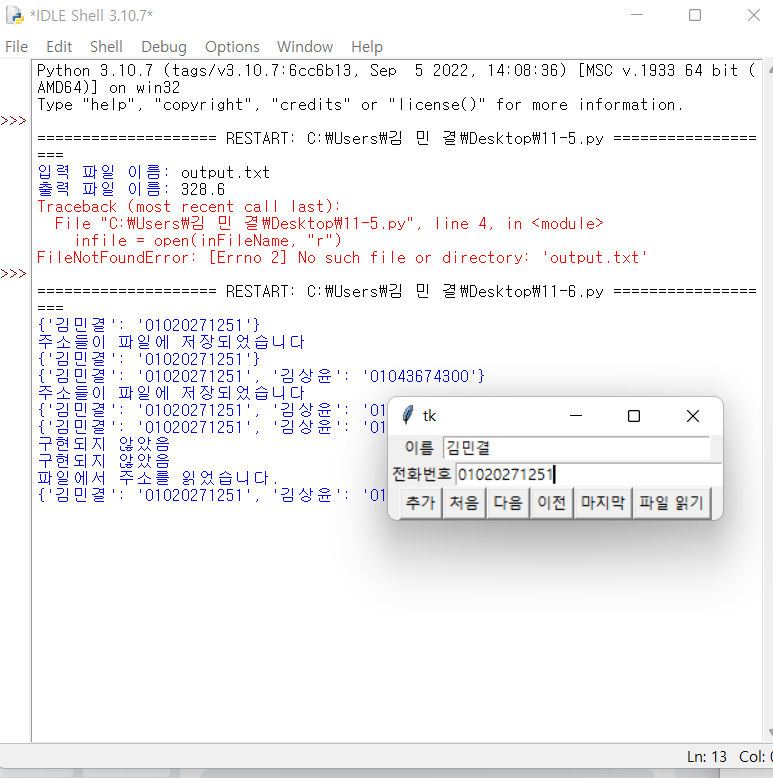 *IDLE Shell 3.10.7*
File Edit Shell Debug Options Window Help
Python 3.10.7 (tags/v3.10.7:6cc6b13, Sep  5 2022, 14:08:36) [MSC v.1933 64 bit (
AMD64)] on win32
Type "help", "copyright", "credits" or "license()" for more information.
>>>
==================== RESTART: C:₩Users₩김 민 결₩Desktop₩11-5.py ================
===
입력 파일 이름: output.txt
출력 파일 이름: 328.6
Traceback (most recent call last):
  File "C:₩Users₩김 민 결₩Desktop₩11-5.py", line 4, in <module>
    infile = open(inFileName, "r")
FileNotFoundError: [Errno 2] No such file or directory: 'output.txt'
>>>
==================== RESTART: C:₩Users₩김 민 결₩Desktop₩11-6.py ================
===
{'김민결': '01020271251'}
주소들이 파일에 저장되었습니다
{'김민결': '01020271251'}
{'김민결': '01020271251', '김상윤': '01043674300'}
주소들이 파일에 저장되었습니다
{'김민결': '01020271251', '김상윤': '01
{'김민결': '01020271251', '김상윤': '01
구현되지 않았음
구현되지 않았음
파일에서 주소를 읽었습니다.
{'김민결': '01020271251', '김상윤': '01
tk
이름 김민결
전화번호 01020271251
추가 처음 다음 이전 마지막 파일 읽기
Ln: 13 Col: